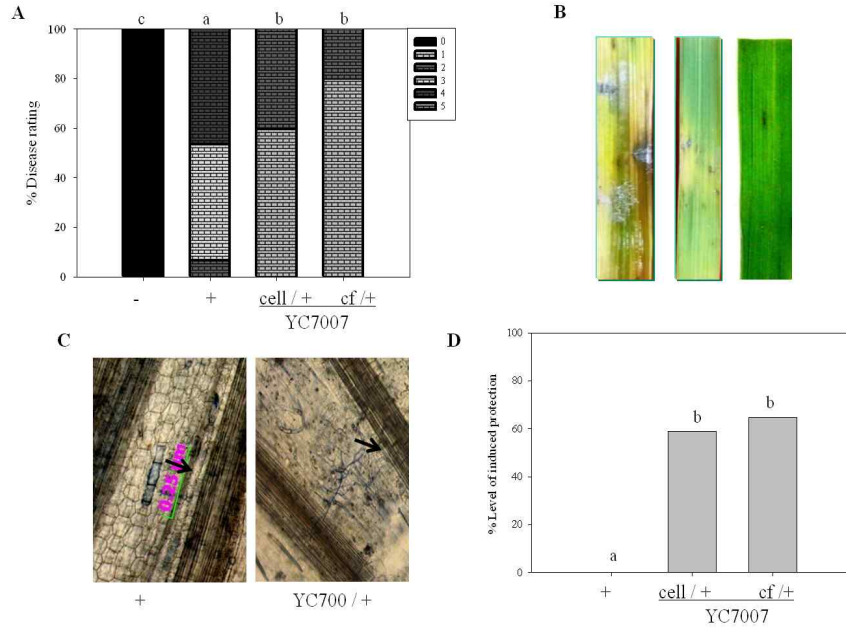 A
c a b b
100
80
60
40
20
0
% Disease rating
0
1
2
3
4
5
- + cell / + cf /+
YC7007
B
C
+ YC700 / +
D
100
80
60
40
20
0
% Level of induced protection
a b b
+ cell / + cf /+
YC7007